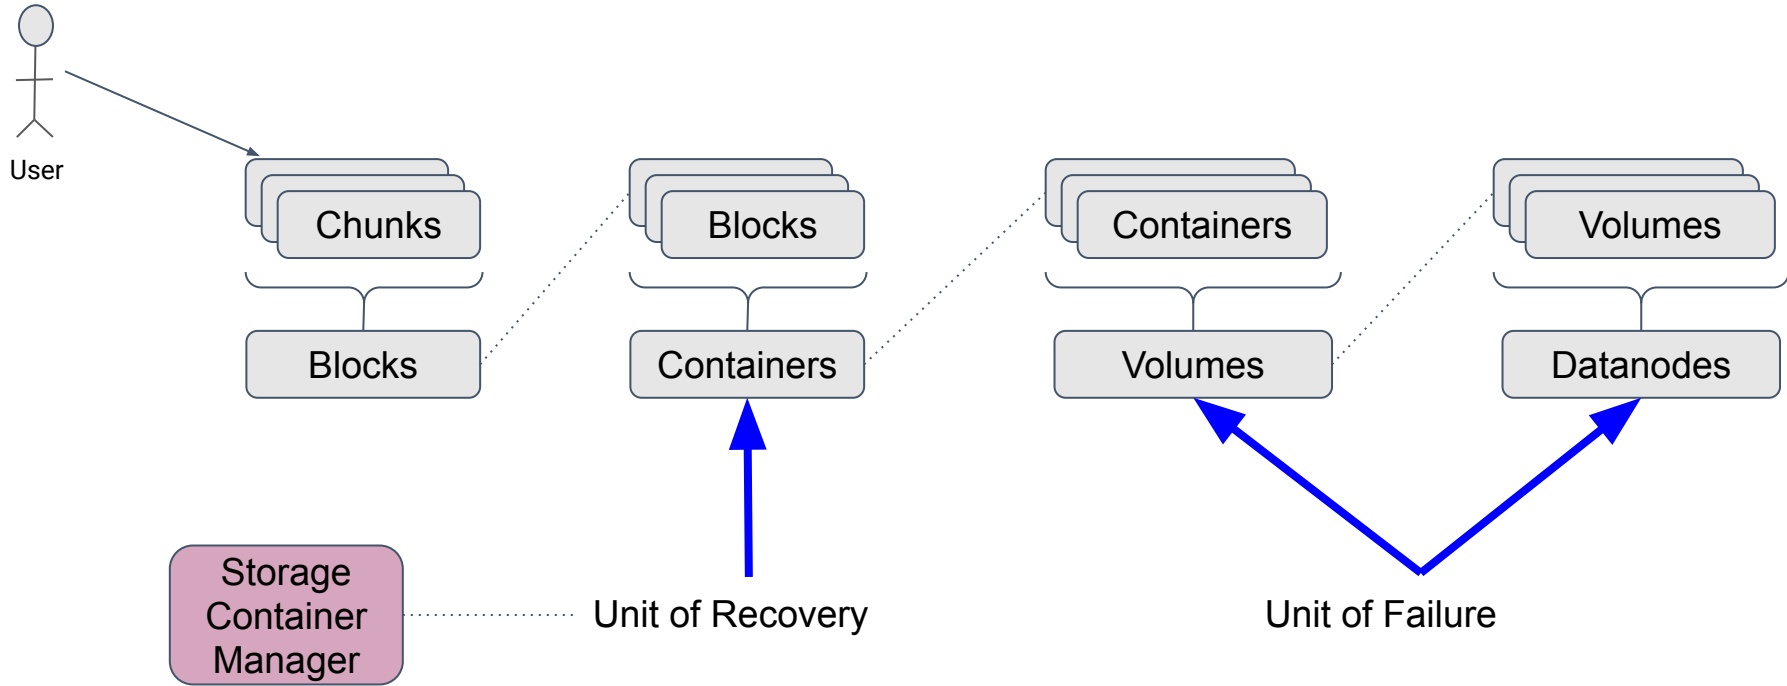 User
Chunks
Blocks
Containers
Volumes
Blocks
Containers
Volumes
Datanodes
Storage
Container
Manager
Unit of Recovery
Unit of Failure